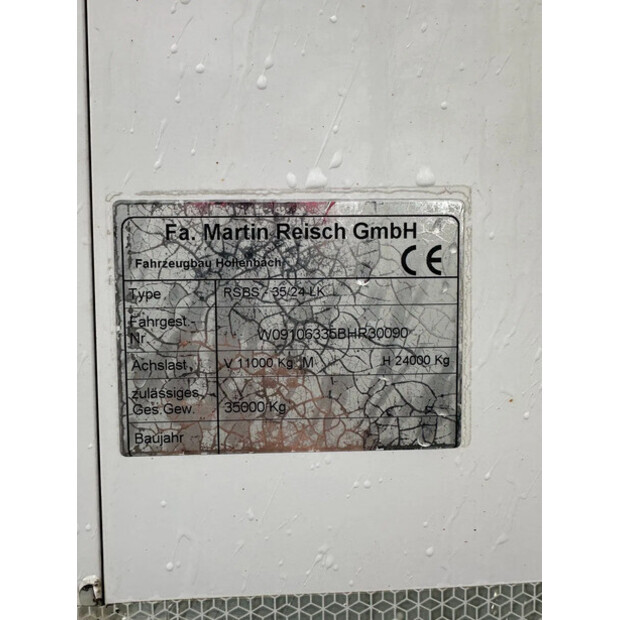 Fa. Martin Reisch GmbH
Fahrzeugbau Hollenbach
CE
Type RSBS - 35/24 LK
Fahrgest.-
Nr. W09106335BHR30090
Achslast V 11000 Kg M H 24000 Kg
zulässiges
Ges.Gew. 35000 Kg
Baujahr